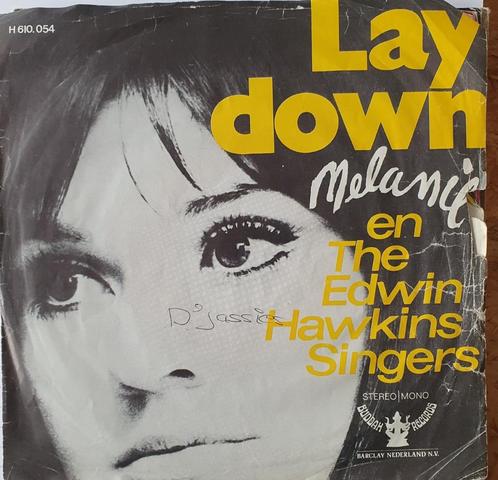 H 610.054
Lay
down
Melanie
en
The
Edwin
Hawkins
Singers
STEREO|MONO
BUDDAH RECORDS
BARCLAY NEDERLAND N.V.